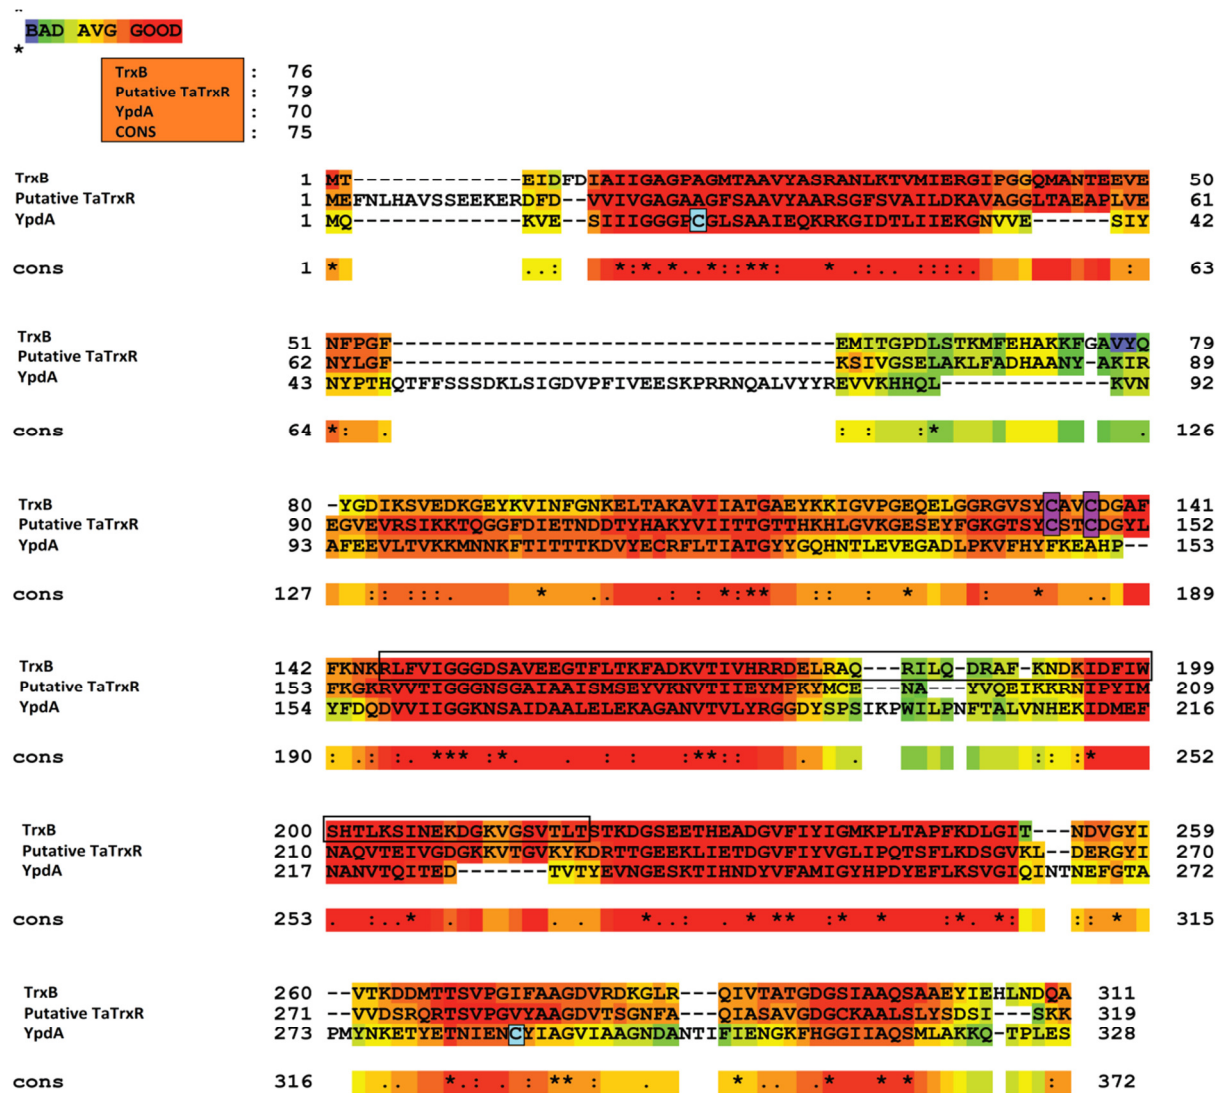 BAD AVG GOOD
*
TrxB : 76
Putative TaTrxR : 79
YpdA : 70
CONS : 75
TrxB 1 MT-------------EIDFDIAIIGAGPAGMTAAVYASRANLKTVMIERGIPGGQMANTEEVE 50
Putative TaTrxR 1 MEFNLHAVSSEEKERDFD--VVIVGAGAAGFSAAVYAARSGFSVAILDKAVAGGLTAEAPLVE 61
YpdA 1 MQ-------------KVE--SIIIGGGPCGLSAAIEQKRKGIDTLIIEKGNVVE------SIY 42
cons 1 * ..: *:*.*..*:**:. * .:.. ::::. : 63
TrxB 51 NFPGF----------------------------------EMITGPDLSTKMFEHAKKFGAVYQ 79
Putative TaTrxR 62 NYLGF----------------------------------KSIVGSELAKLFADHAANY-AKIR 89
YpdA 43 NYPTHQTFFSSSDKLSIGDVPFIVEESKPRRNQALVYYREVVKHHQL-------------KVN 92
cons 64 *: . : : :* . 126
TrxB 80 -YGDIKSVEDKGEYKVINFGNKELTAKAVIIATGAEYKKIGVPGEQELGGRGVSYCAVCDGAF 141
Putative TaTrxR 90 EGVEVRSIKKTQGGFDIETNDDTYHAKYVIITTGTTHKHLGVKGESEYFGKGTSYCSTCDGYL 152
YpdA 93 AFEEVLTVKKMNNKFTITTTKDVYECRFLTIATGYYGQHNTLEVEGADLPKVFHYFKEAHP-- 153
cons 127 :: :::. * .. .: : *:** :: : * : * .. 189
TrxB 142 FKNKRLFVIGGGDSAVEEGTFLTKFADKVTIVHRRDELRAQ---RILQ-DRAF-KNDKIDFIW 199
Putative TaTrxR 153 FKGKRVVTIGGGNSGAIAAISMSEYVKNVTIIEYMPKYMCE---NA---YVQEIKKRNIPYIM 209
YpdA 154 YFDQDVVIIGGKNSAIDAALELEKAGANVTVLYRGGDYSPSIKPWILPNFTALVNHEKIDMEF 216
cons 190 : .: :. *** :*. . : : :**:: . . : : * 252
TrxB 200 SHTLKSINEKDGKVGSVTLTSTKDGSEETHEADGVFIYIGMKPLTAPFKDLGIT---NDVGYI 259
Putative TaTrxR 210 NAQVTEIVGDGKKVTGVKYKDRTTGEEKLIETDGVFIYVGLIPQTSFLKDSGVKL--DERGYI 270
YpdA 217 NANVTQITED-------TVTYEVNGESKTIHNDYVFAMIGYHPDYEFLKSVGIQINTNEFGTA 272
cons 253 . :..* . . . *..: * ** :* * :*. *: :: * 315
TrxB 260 --VTKDDMTTSVPGIFAAGDVRDKGLR---QIVTATGDGSIAAQSAAEYIEHLNDQA 311
Putative TaTrxR 271 --VVDSRQRTSVPGVYAAGDVTSGNFA---QIASAVGDGCKAALSLYSDSI---SKK 319
YpdA 273 PMYNKETYETNIENCYIAGVIAAGNDANTIFIENGKFHGGIIAQSMLAKKQ-TPLES 328
cons 316 .. *.: . : ** : . * .. * * * : 372